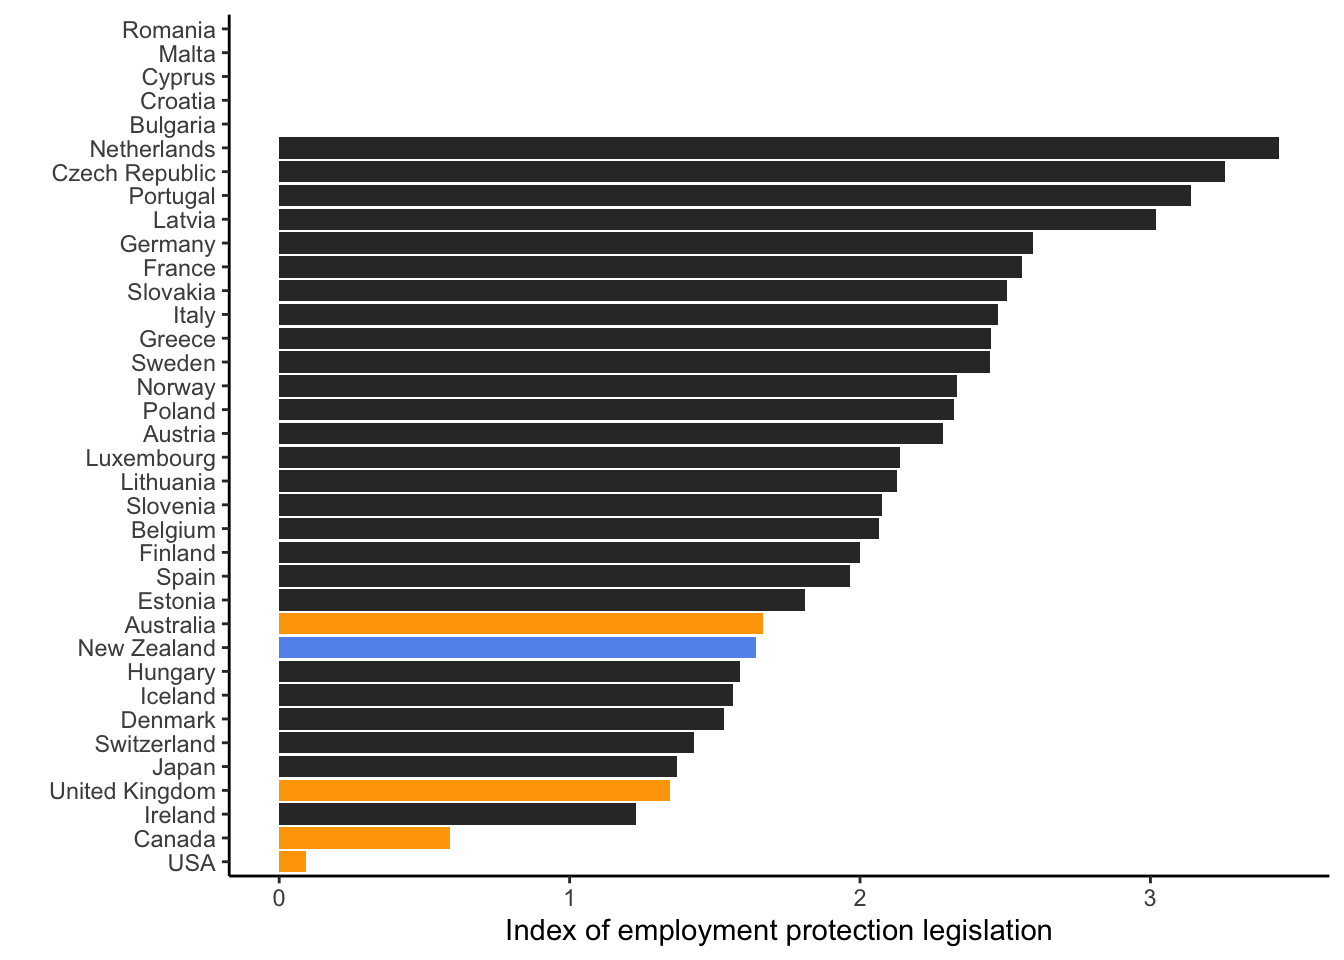 Romania
Malta
Cyprus
Croatia
Bulgaria
Netherlands
Czech Republic
Portugal
Latvia
Germany
France
Slovakia
Italy
Greece
Sweden
Norway
Poland
Austria
Luxembourg
Lithuania
Slovenia
Belgium
Finland
Spain
Estonia
Australia
New Zealand
Hungary
Iceland
Denmark
Switzerland
Japan
United Kingdom
Ireland
Canada
USA
0 1 2 3
Index of employment protection legislation